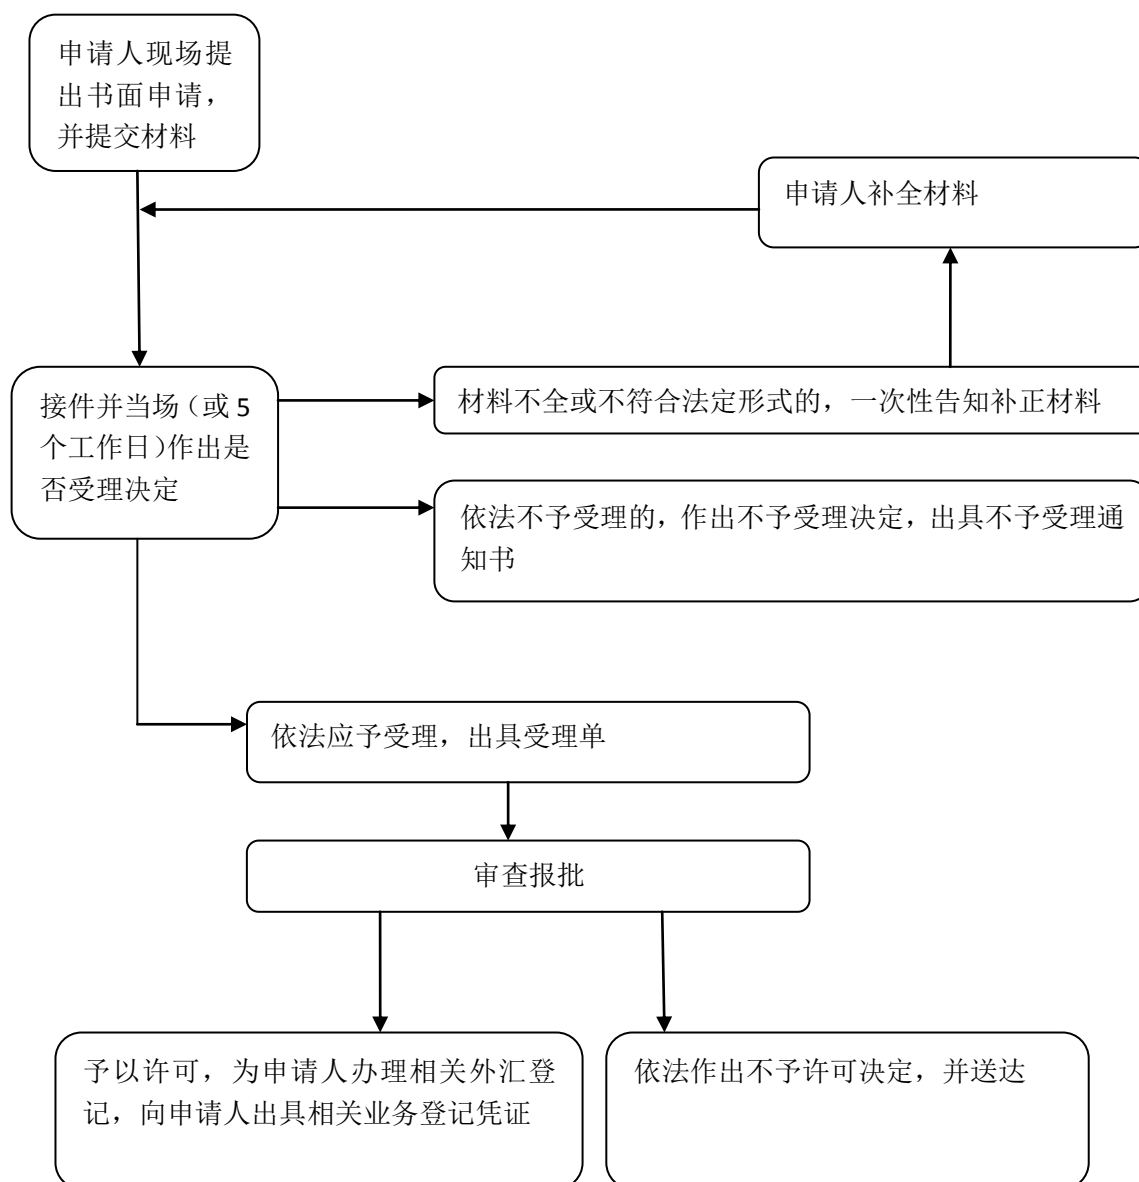 申请人现场提
出书面申请，
并提交材料
申请人补全材料
接件并当场（或 5
个工作日）作出是
否受理决定
材料不全或不符合法定形式的，一次性告知补正材料
依法不予受理的，作出不予受理决定，出具不予受理通
知书
依法应予受理，出具受理单
审查报批
予以许可，为申请人办理相关外汇登
记，向申请人出具相关业务登记凭证
依法作出不予许可决定，并送达